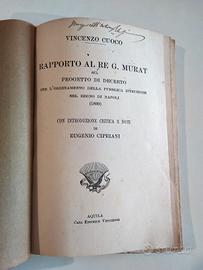 VINCENZO CUOCO
RAPPORTO AL RE G. MURAT
SUL
PROGETTO DI DECRETO
PER L'ORDINAMENTO DELLA PUBBLICA ISTRUZIONE
NEL REGNO DI NAPOLI
(1809)
CON INTRODUZIONE CRITICA E NOTE
DI
EUGENIO CIPRIANI
AQUILA
CASA EDITRICE VECCHIONI